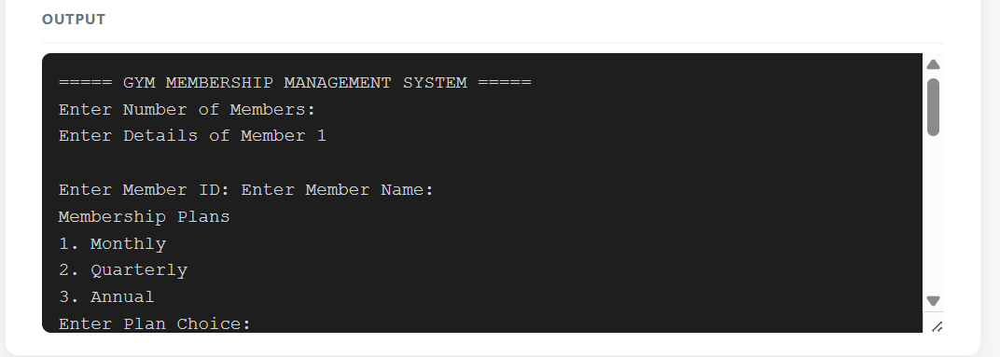 OUTPUT
===== GYM MEMBERSHIP MANAGEMENT SYSTEM =====
Enter Number of Members:
Enter Details of Member 1
Enter Member ID: Enter Member Name:
Membership Plans
1. Monthly
2. Quarterly
3. Annual
Enter Plan Choice: